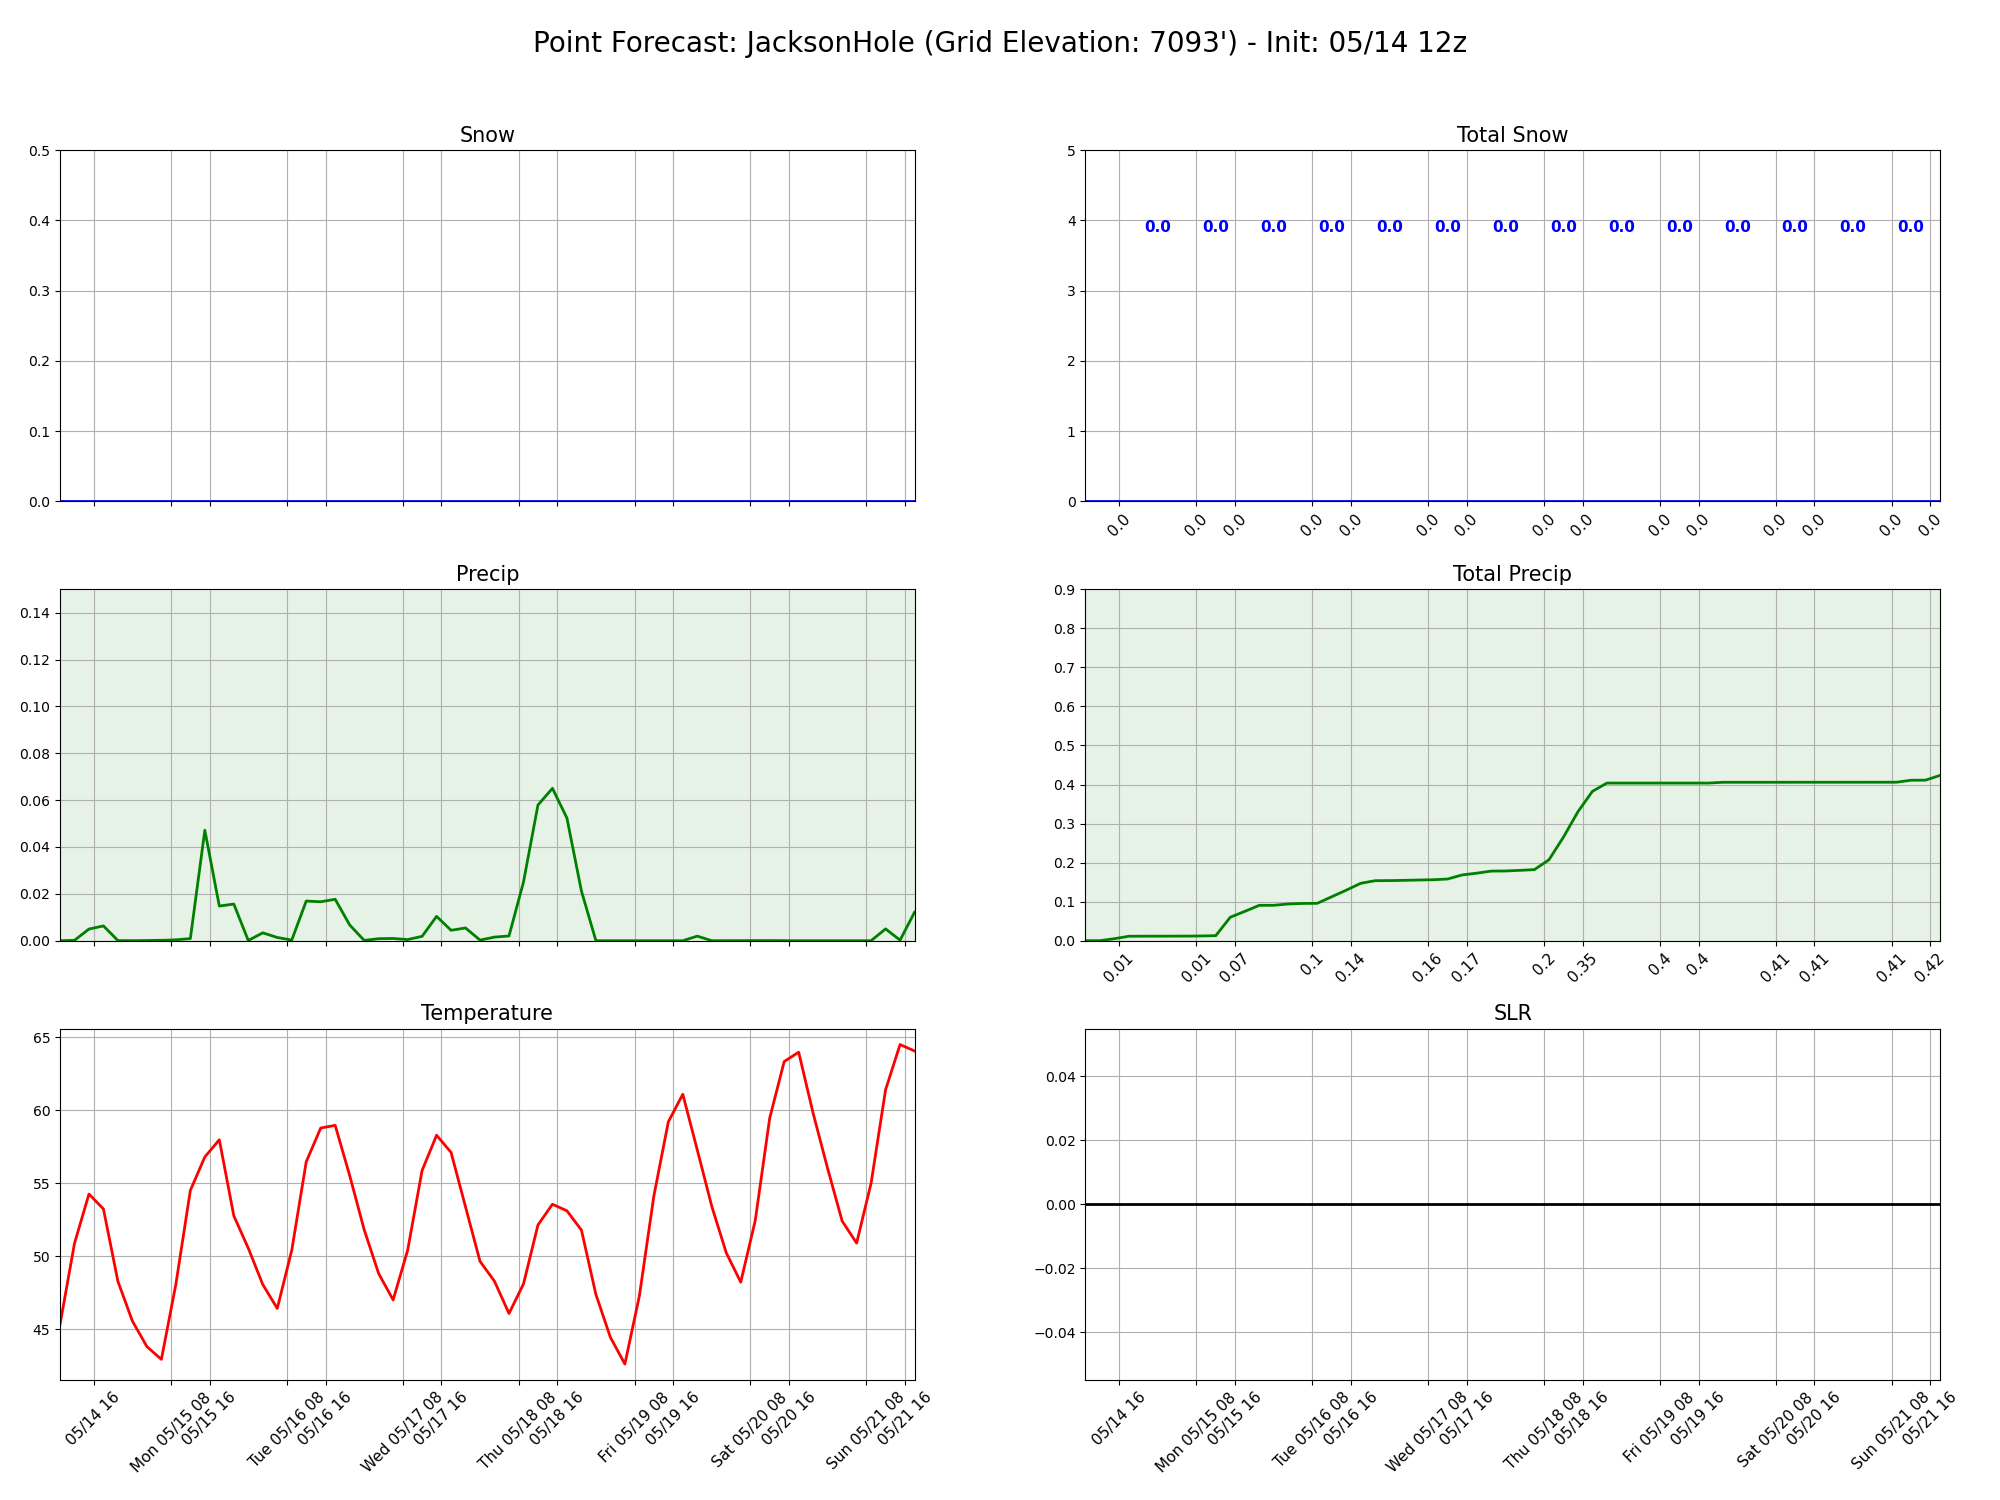 Point Forecast: JacksonHole (Grid Elevation: 7093') - Init: 05/14 12z
Snow
0.5
0.4
0.3
0.2
0.1
0.0
Total Snow
5
4
3
2
1
0
0.0 0.0 0.0 0.0 0.0 0.0 0.0 0.0 0.0 0.0 0.0 0.0 0.0 0.0
0.0 0.0 0.0 0.0 0.0 0.0 0.0 0.0 0.0 0.0 0.0 0.0 0.0 0.0 0.0
Precip
0.14
0.12
0.10
0.08
0.06
0.04
0.02
0.00
Total Precip
0.9
0.8
0.7
0.6
0.5
0.4
0.3
0.2
0.1
0.0
0.01 0.01 0.07 0.1 0.14 0.16 0.17 0.2 0.35 0.4 0.4 0.41 0.41 0.41 0.42
Temperature
65
60
55
50
45
05/14 16
Mon 05/15 08
05/15 16
Tue 05/16 08
05/16 16
Wed 05/17 08
05/17 16
Thu 05/18 08
05/18 16
Fri 05/19 08
05/19 16
Sat 05/20 08
05/20 16
Sun 05/21 08
05/21 16
SLR
0.04
0.02
0.00
−0.02
−0.04
05/14 16
Mon 05/15 08
05/15 16
Tue 05/16 08
05/16 16
Wed 05/17 08
05/17 16
Thu 05/18 08
05/18 16
Fri 05/19 08
05/19 16
Sat 05/20 08
05/20 16
Sun 05/21 08
05/21 16